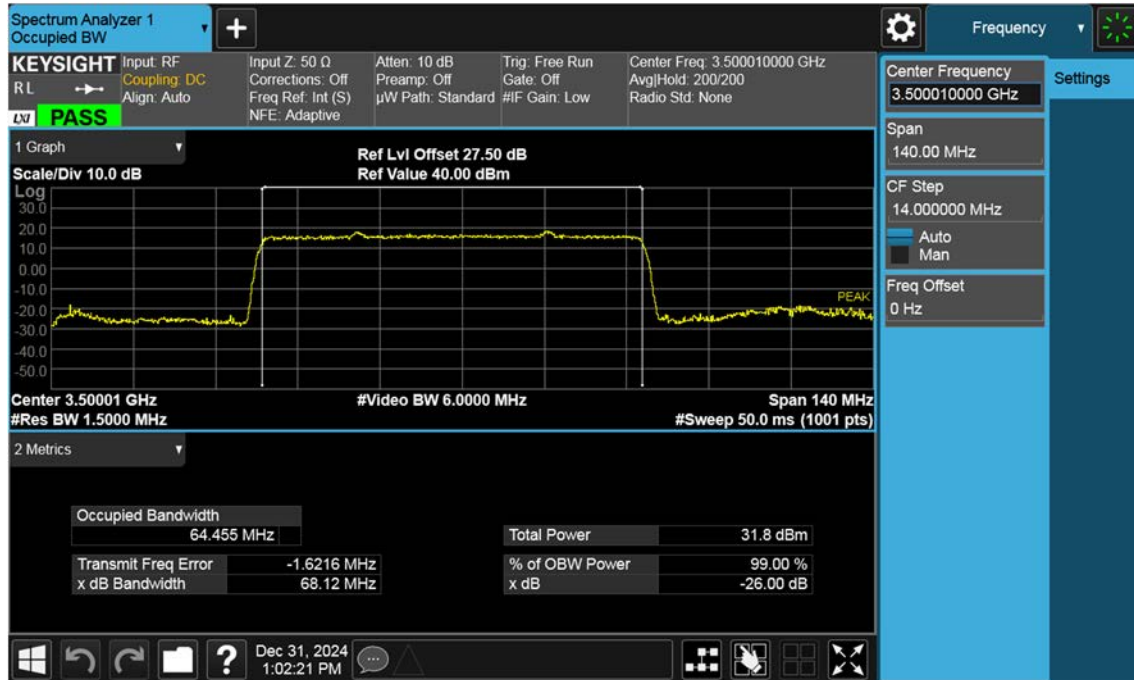 Spectrum Analyzer 1
Occupied BW
+
Frequency
KEYSIGHT
RL
LXI PASS
Input: RF
Coupling: DC
Align: Auto
Input Z: 50 Ω
Corrections: Off
Freq Ref: Int (S)
NFE: Adaptive
Atten: 10 dB
Preamp: Off
µW Path: Standard
Trig: Free Run
Gate: Off
#IF Gain: Low
Center Freq: 3.500010000 GHz
Avg|Hold: 200/200
Radio Std: None
Center Frequency
3.500010000 GHz
Settings
Span
140.00 MHz
CF Step
14.000000 MHz
Auto
Man
Freq Offset
0 Hz
1 Graph
Scale/Div 10.0 dB
Ref Lvl Offset 27.50 dB
Ref Value 40.00 dBm
Log
30.0
20.0
10.0
0.00
-10.0
-20.0
-30.0
-40.0
-50.0
PEAK
Center 3.50001 GHz
#Video BW 6.0000 MHz
Span 140 MHz
#Res BW 1.5000 MHz
#Sweep 50.0 ms (1001 pts)
2 Metrics
Occupied Bandwidth
64.455 MHz
Total Power 31.8 dBm
Transmit Freq Error -1.6216 MHz
% of OBW Power 99.00 %
x dB Bandwidth 68.12 MHz
x dB -26.00 dB
?
Dec 31, 2024
1:02:21 PM